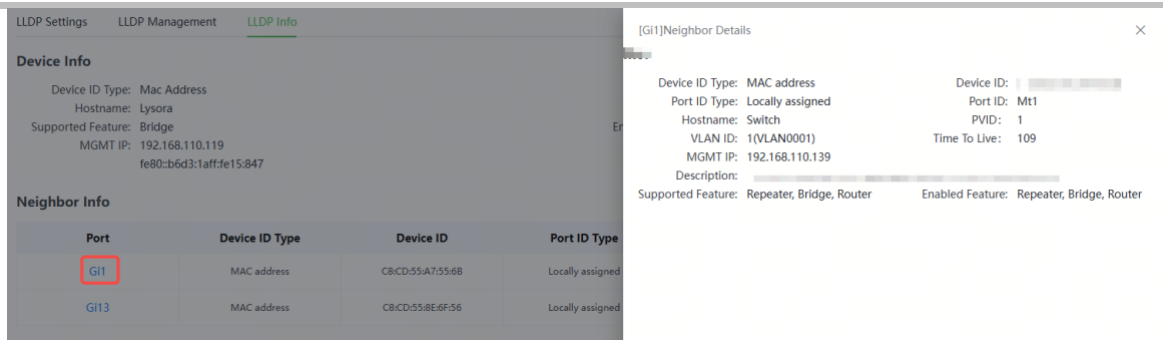 LLDP Settings LLDP Management LLDP Info
Device Info
Device ID Type: Mac Address
Hostname: Lysora
Supported Feature: Bridge
En
MGMT IP: 192.168.110.119
fe80::b6d3:1aff:fe15:847
Neighbor Info
Port Device ID Type Device ID Port ID Type
Gi1 MAC address C8:CD:55:A7:55:6B Locally assigned
Gi13 MAC address C8:CD:55:8E:6F:56 Locally assigned
[Gi1]Neighbor Details
Device ID Type: MAC address Device ID:
Port ID Type: Locally assigned Port ID: Mt1
Hostname: Switch PVID: 1
VLAN ID: 1(VLAN0001) Time To Live: 109
MGMT IP: 192.168.110.139
Description:
Supported Feature: Repeater, Bridge, Router Enabled Feature: Repeater, Bridge, Router